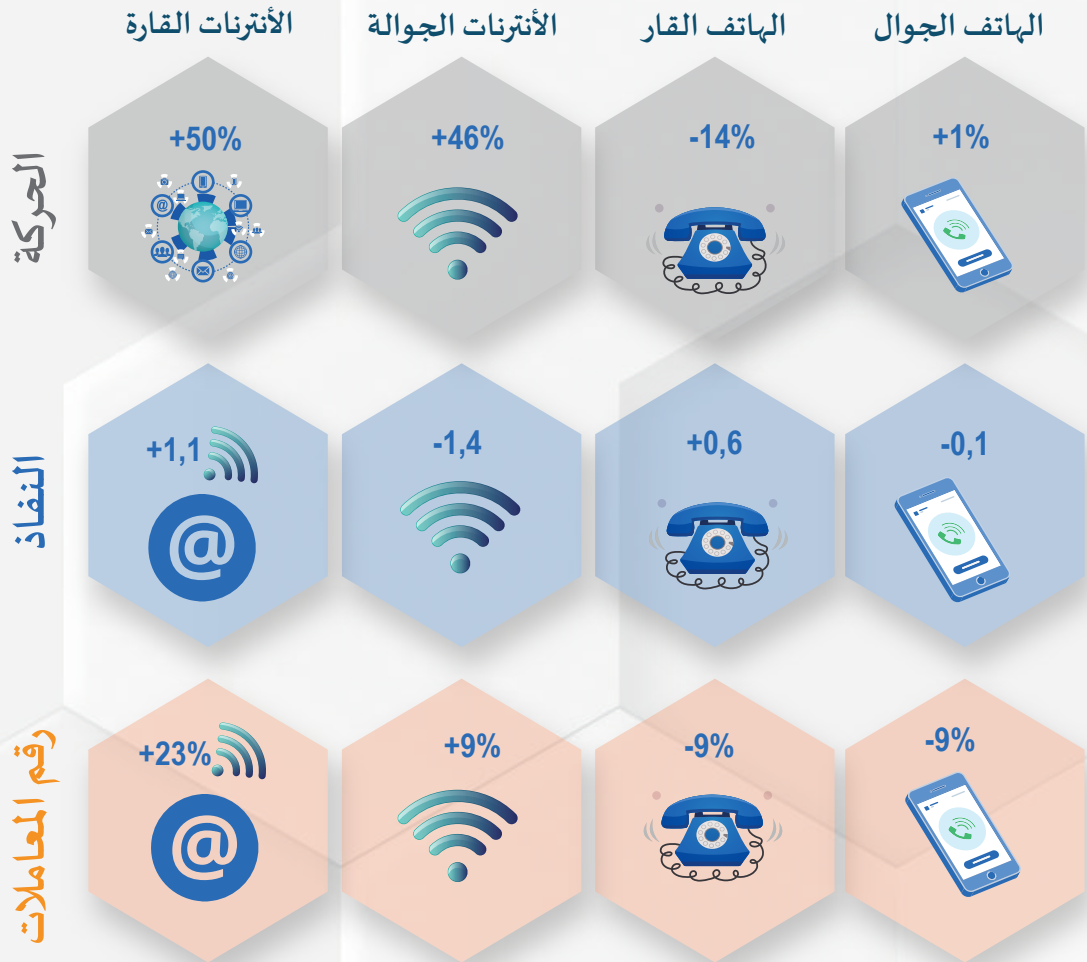 الهاتف الجوال
الهاتف القار
الأنترنات الجوالة
الأنترنات القارة
الحركة
+1%
-14%
+46%
+50%
النفاذ
-0,1
+0,6
-1,4
+1,1
رقم المعاملات
-9%
-9%
+9%
+23%